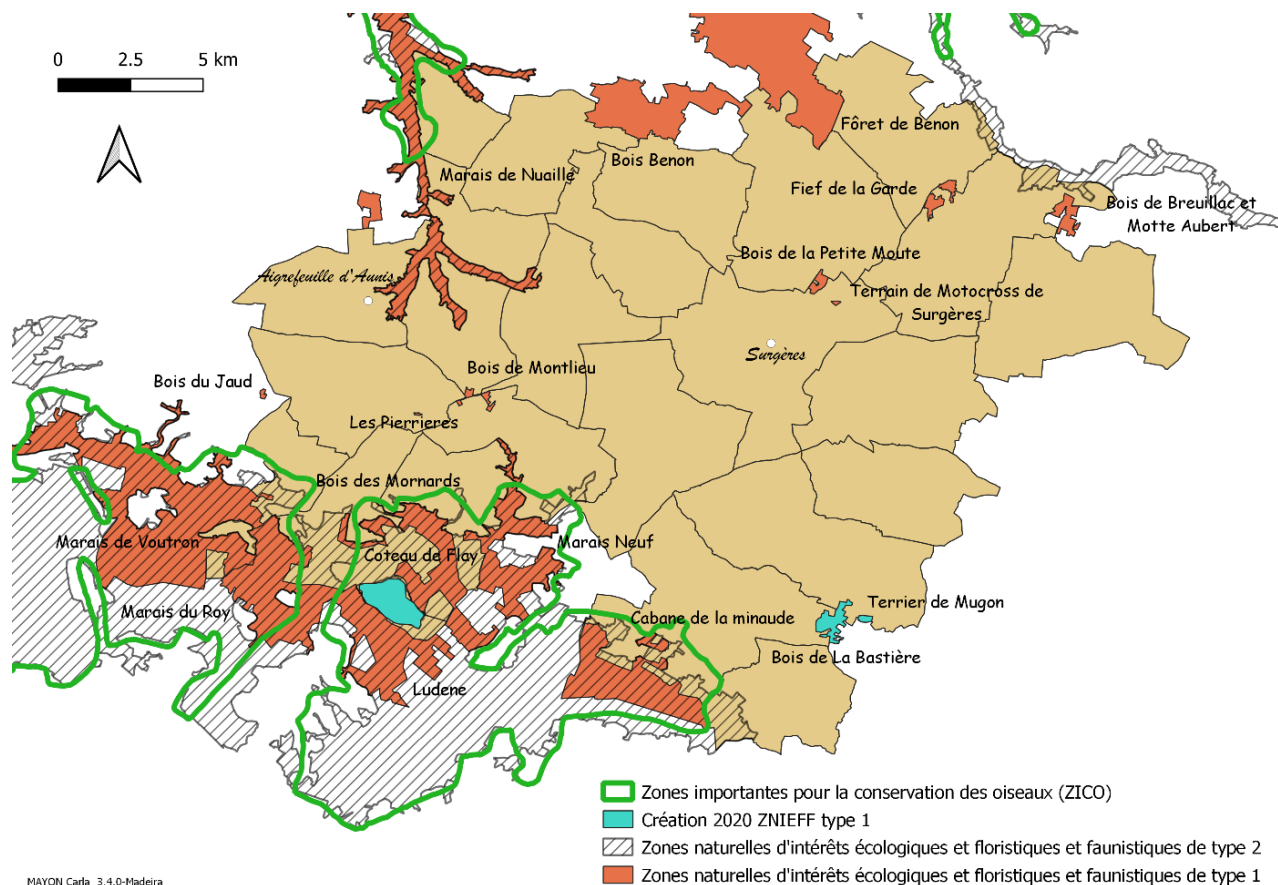 0 2.5 5 km
Fôret de Benon
Bois Benon
Marais de Nuaille
Fief de la Garde
Bois de Breuillac et
Motte Aubert
Bois de la Petite Moute
Aigrefeuille d'Aunis
Terrain de Motocross de
Surgères
Surgères
Bois de Montlieu
Bois du Jaud
Les Pierrieres
Bois des Mornards
Marais de Voutron
Coteau de Flay
Marais Neuf
Marais du Roy
Cabane de la minaude
Terrier de Mugon
Bois de La Bastière
Ludene
Zones importantes pour la conservation des oiseaux (ZICO)
Création 2020 ZNIEFF type 1
Zones naturelles d'intérêts écologiques et floristiques et faunistiques de type 2
Zones naturelles d'intérêts écologiques et floristiques et faunistiques de type 1
MAYON Carla 3.4.0-Madeira